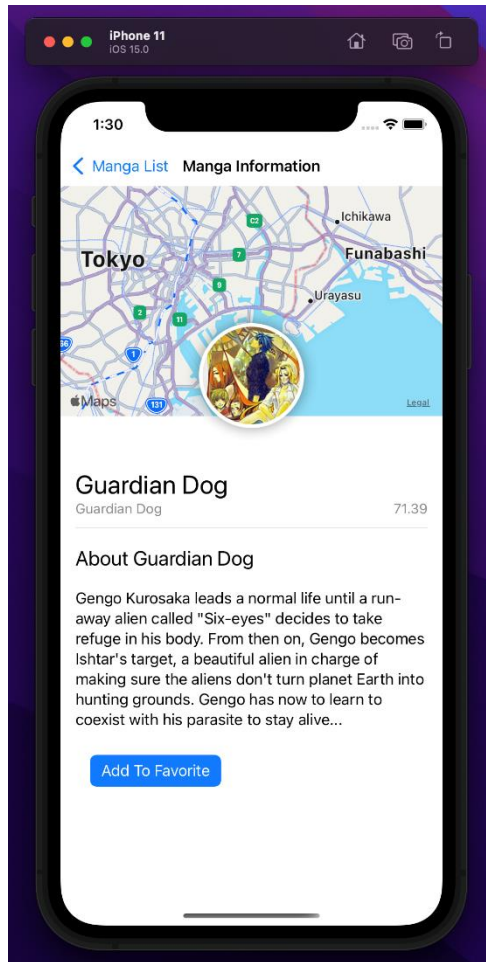 iPhone 11
iOS 15.0
1:30
Manga List Manga Information
C2
Ichikawa
Tokyo
7
Funabashi
9
Urayasu
2
11
1
Maps
131
Legal
Guardian Dog
Guardian Dog 71.39
About Guardian Dog
Gengo Kurosaka leads a normal life until a run-
away alien called "Six-eyes" decides to take
refuge in his body. From then on, Gengo becomes
Ishtar's target, a beautiful alien in charge of
making sure the aliens don't turn planet Earth into
hunting grounds. Gengo has now to learn to
coexist with his parasite to stay alive...
Add To Favorite